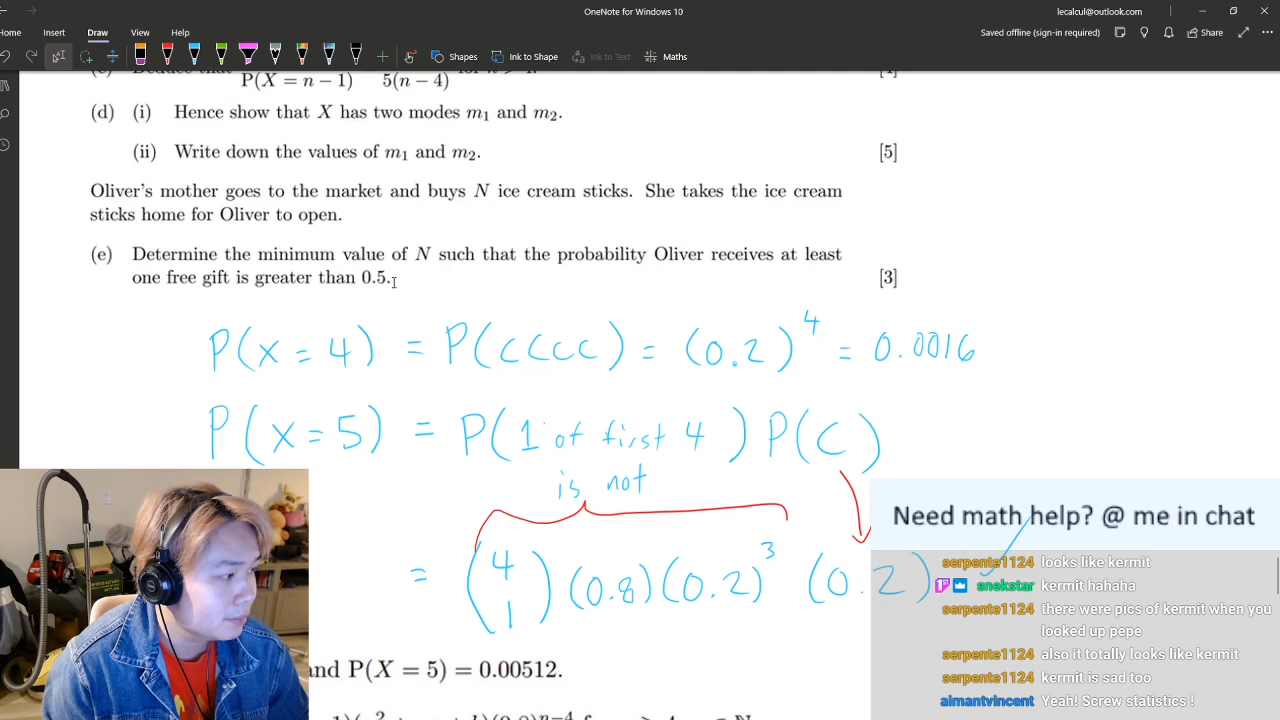 OneNote for Windows 10
lecalcul@outlook.com
Home Insert Draw View Help
Saved offline (sign-in required)
Share
Shapes
Ink to Shape
Ink to Text
Maths
P(X = n − 1) 5(n − 4)
(d) (i) Hence show that X has two modes m₁ and m₂.
(ii) Write down the values of m₁ and m₂. [5]
Oliver's mother goes to the market and buys N ice cream sticks. She takes the ice cream
sticks home for Oliver to open.
(e) Determine the minimum value of N such that the probability Oliver receives at least
one free gift is greater than 0.5. [3]
P(X = 4) = P(CCCC) = (0.2)⁴ = 0.0016
P(X = 5) = P(1 of first 4 ) P(C)
is not
= (4 1) (0.8)(0.2)³ (0.2)
and P(X = 5) = 0.00512.
Need math help? @ me in chat
serpente1124 looks like kermit
snekstar kermit hahaha
serpente1124 there were pics of kermit when you
looked up pepe
serpente1124 also it totally looks like kermit
serpente1124 kermit is sad too
aimantvincent Yeah! Screw statistics !